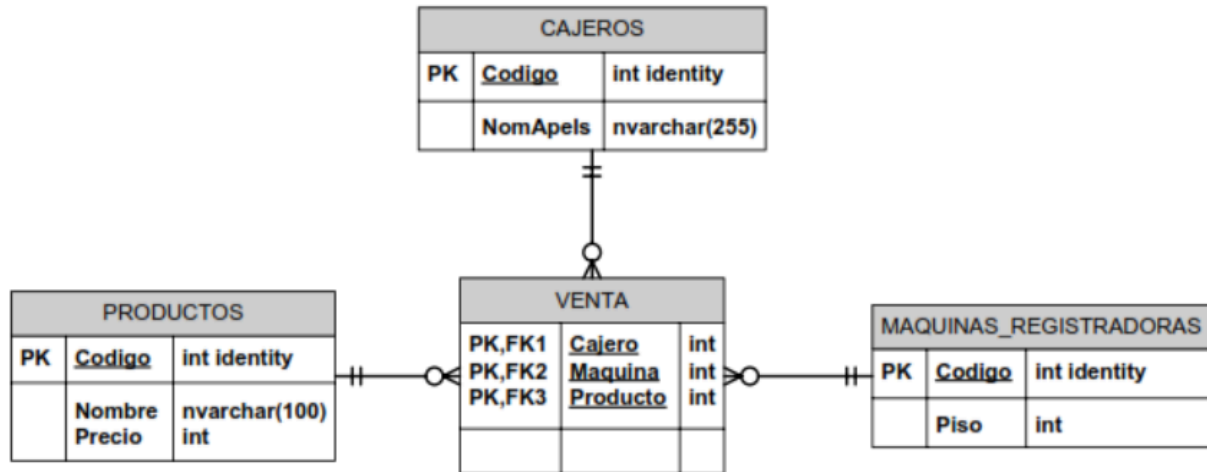 CAJEROS
PK Codigo int identity
NomApels nvarchar(255)
PRODUCTOS
PK Codigo int identity
Nombre nvarchar(100)
Precio int
VENTA
PK,FK1 Cajero int
PK,FK2 Maquina int
PK,FK3 Producto int
MAQUINAS_REGISTRADORAS
PK Codigo int identity
Piso int